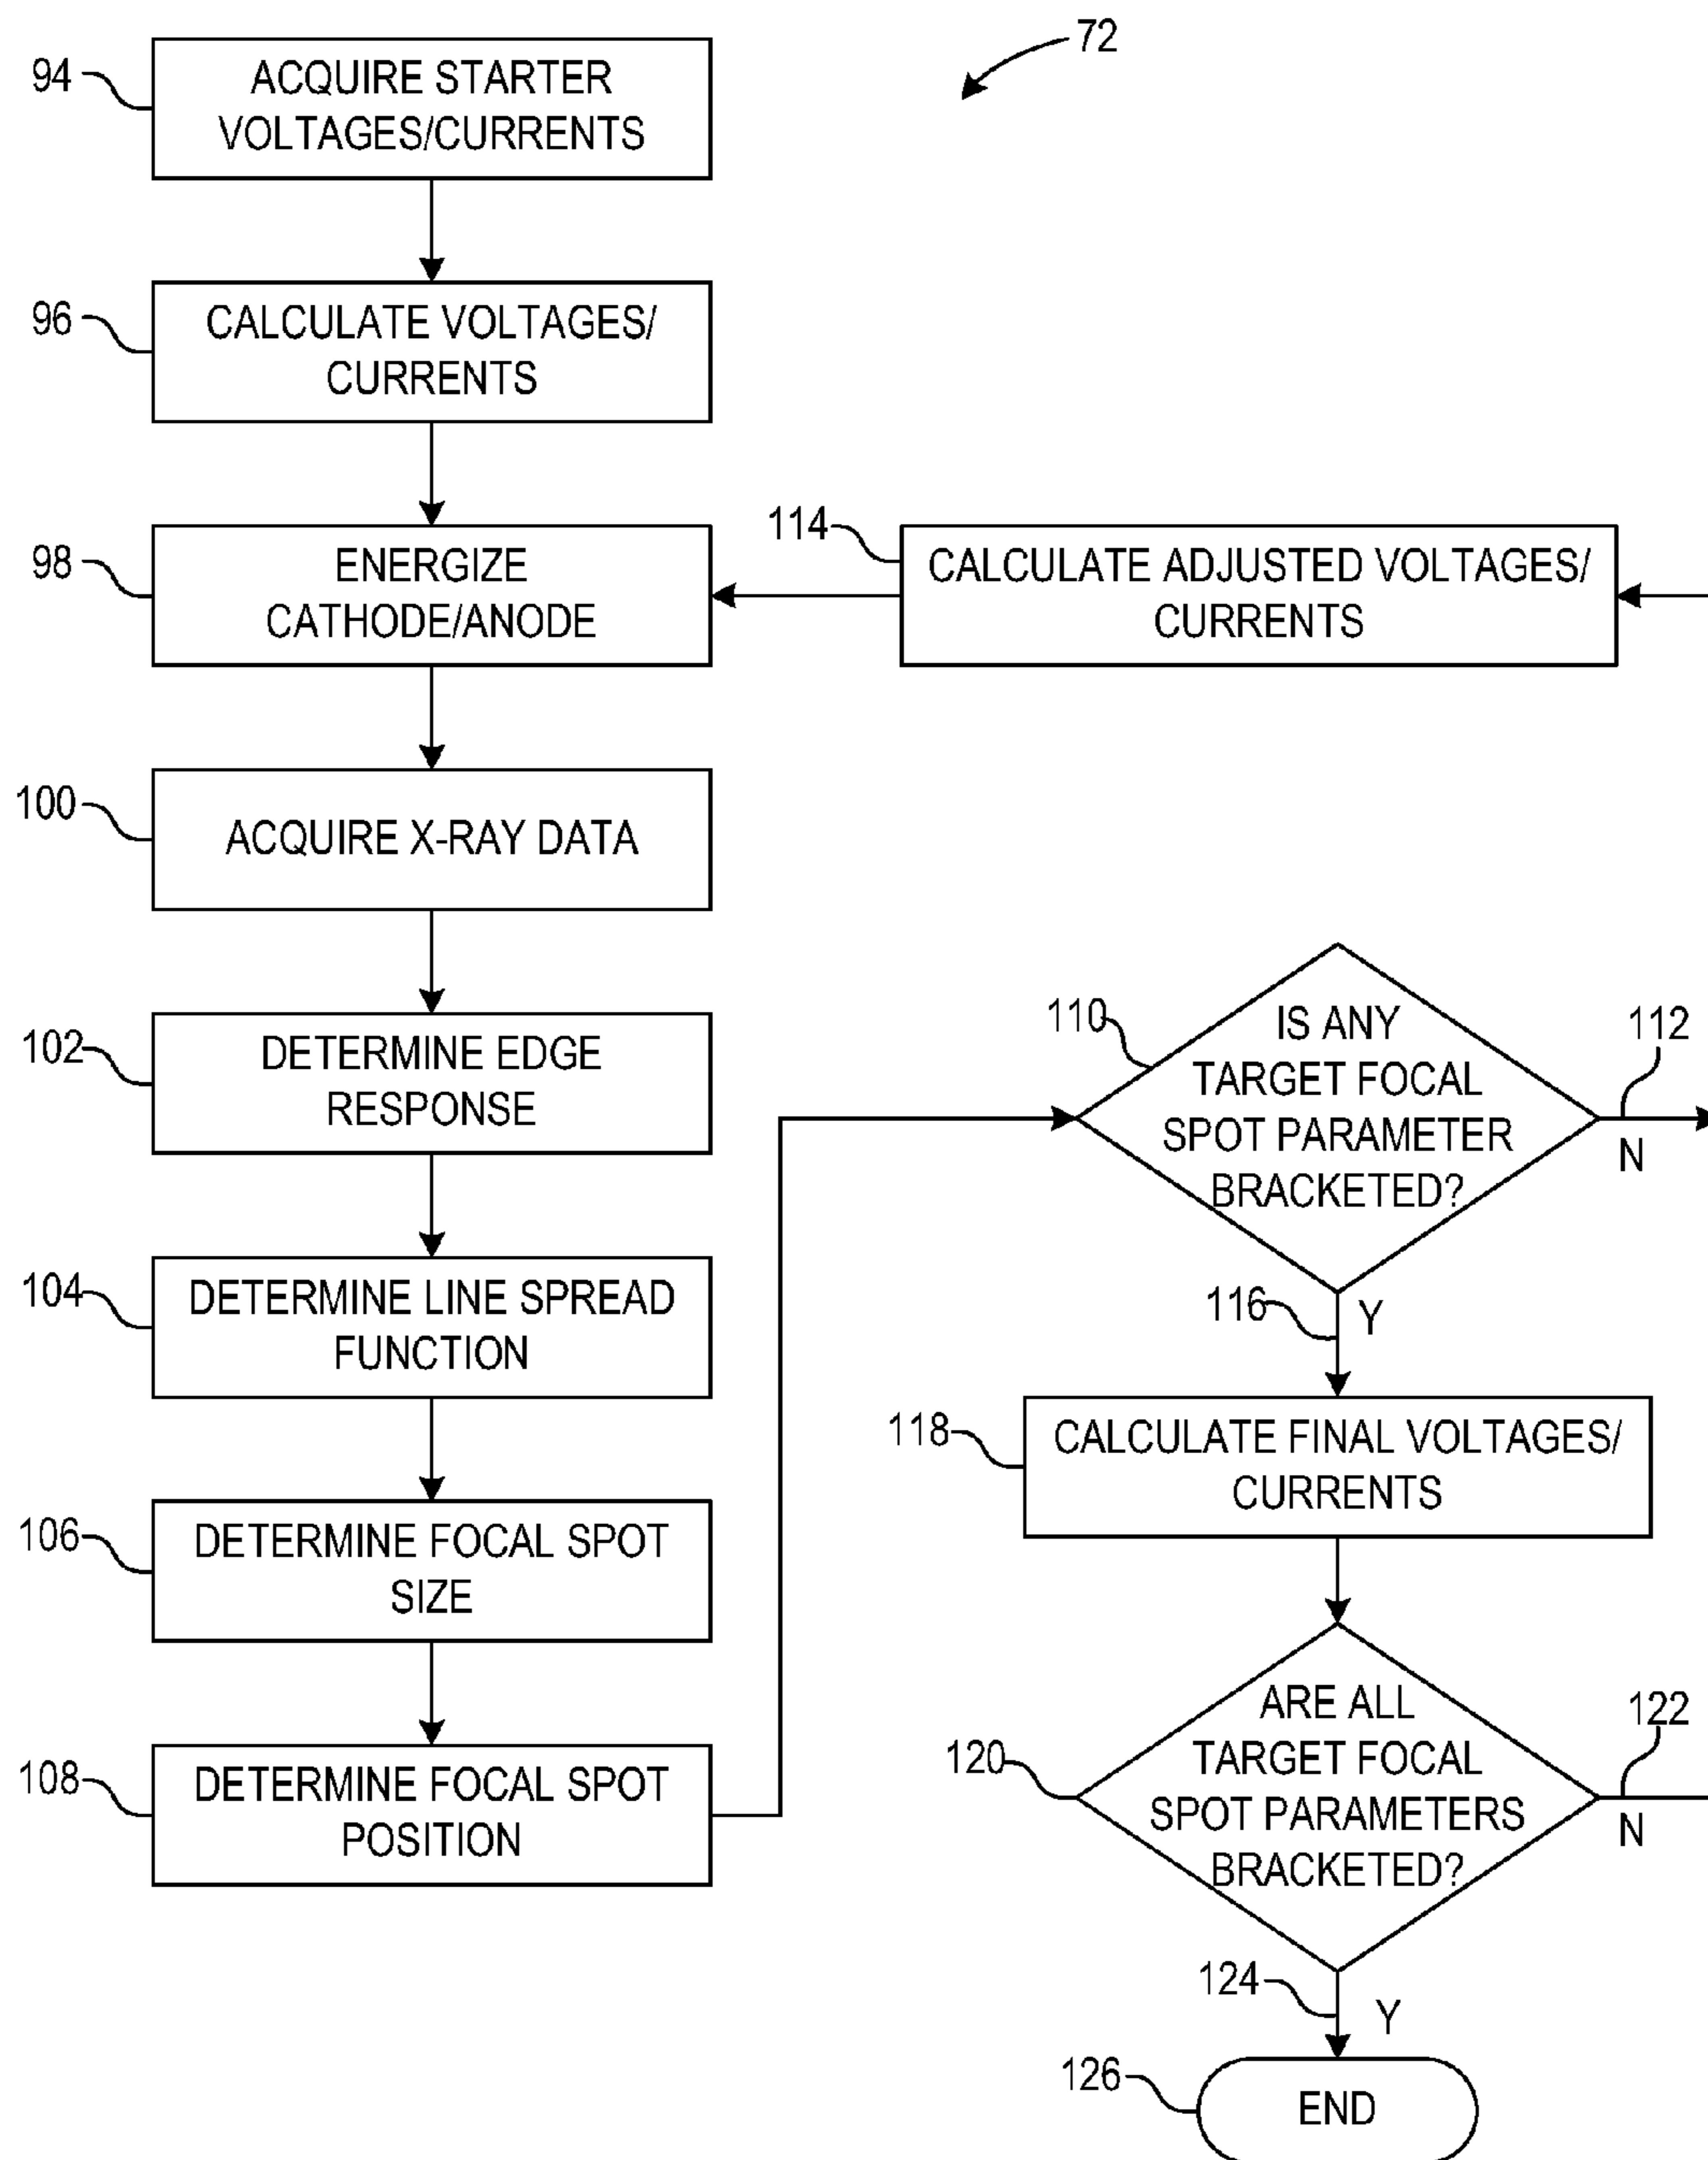 72
94
ACQUIRE STARTER
VOLTAGES/CURRENTS
96
CALCULATE VOLTAGES/
CURRENTS
98
ENERGIZE
CATHODE/ANODE
114
CALCULATE ADJUSTED VOLTAGES/
CURRENTS
100
ACQUIRE X-RAY DATA
102
DETERMINE EDGE
RESPONSE
104
DETERMINE LINE SPREAD
FUNCTION
106
DETERMINE FOCAL SPOT
SIZE
108
DETERMINE FOCAL SPOT
POSITION
110
IS ANY
TARGET FOCAL
SPOT PARAMETER
BRACKETED?
112
N
116
Y
118
CALCULATE FINAL VOLTAGES/
CURRENTS
120
ARE ALL
TARGET FOCAL
SPOT PARAMETERS
BRACKETED?
122
N
124
Y
126
END